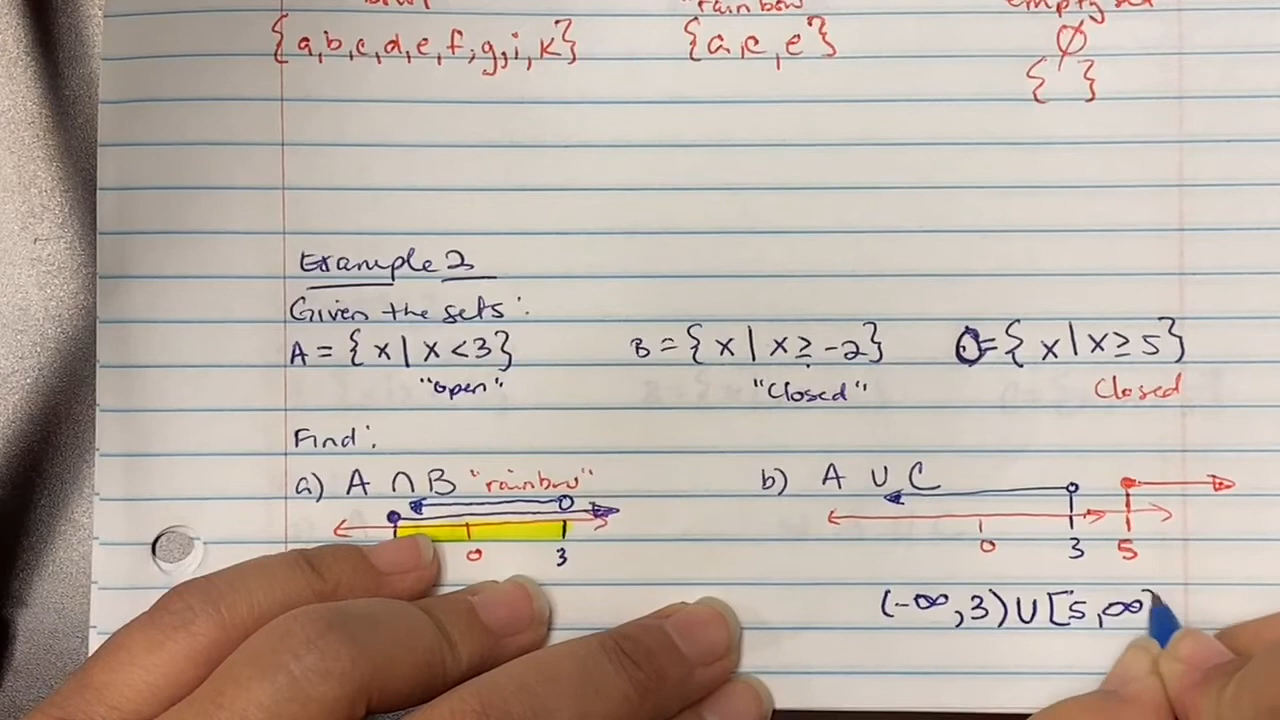 "rainbow
{a,b,c,d,e,f,g,i,k} {a,c,e} ∅
{ }
Example 2
Given the sets:
A = {x | x < 3} B = {x | x ≥ -2} C = {x | x ≥ 5}
"open" "Closed" Closed
Find:
a) A ∩ B "rainbow" b) A ∪ C
0 3 0 3 5
(-∞,3) ∪ [5,∞